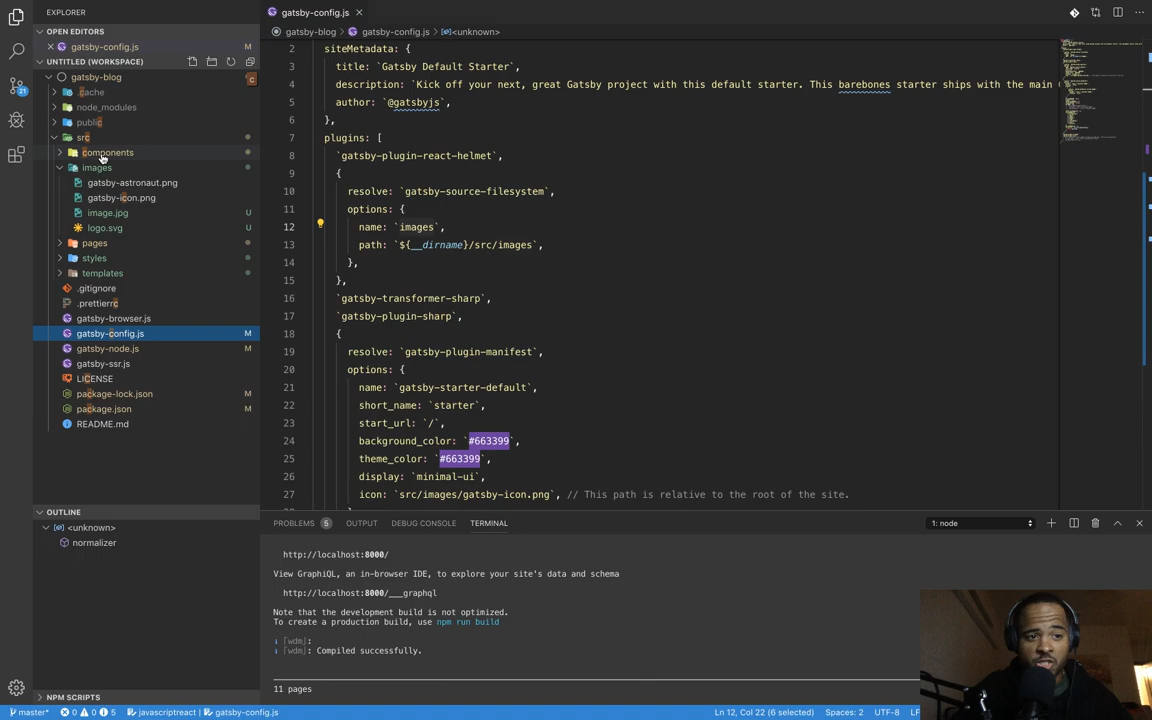 EXPLORER
OPEN EDITORS
gatsby-config.js M
UNTITLED (WORKSPACE)
gatsby-blog
.cache
node_modules
public
src
components
images
gatsby-astronaut.png
gatsby-icon.png
image.jpg U
logo.svg U
pages
styles
templates
.gitignore
.prettierrc
gatsby-browser.js
gatsby-config.js M
gatsby-node.js M
gatsby-ssr.js
LICENSE
package-lock.json M
package.json M
README.md
OUTLINE
<unknown>
normalizer
NPM SCRIPTS
21
c
gatsby-config.js
gatsby-blog > gatsby-config.js > <unknown>
2 siteMetadata: {
3 title: `Gatsby Default Starter`,
4 description: `Kick off your next, great Gatsby project with this default starter. This barebones starter ships with the main
5 author: `@gatsbyjs`,
6 },
7 plugins: [
8 `gatsby-plugin-react-helmet`,
9 {
10 resolve: `gatsby-source-filesystem`,
11 options: {
12 name: `images`,
13 path: `${__dirname}/src/images`,
14 },
15 },
16 `gatsby-transformer-sharp`,
17 `gatsby-plugin-sharp`,
18 {
19 resolve: `gatsby-plugin-manifest`,
20 options: {
21 name: `gatsby-starter-default`,
22 short_name: `starter`,
23 start_url: `/`,
24 background_color: `#663399`,
25 theme_color: `#663399`,
26 display: `minimal-ui`,
27 icon: `src/images/gatsby-icon.png`, // This path is relative to the root of the site.
PROBLEMS 5 OUTPUT DEBUG CONSOLE TERMINAL 1: node
http://localhost:8000/
View GraphiQL, an in-browser IDE, to explore your site's data and schema
http://localhost:8000/___graphql
Note that the development build is not optimized.
To create a production build, use npm run build
ℹ ｢wdm｣:
ℹ ｢wdm｣: Compiled successfully.
11 pages
master* 0 0 5 javascriptreact | gatsby-config.js Ln 12, Col 22 (6 selected) Spaces: 2 UTF-8 LF